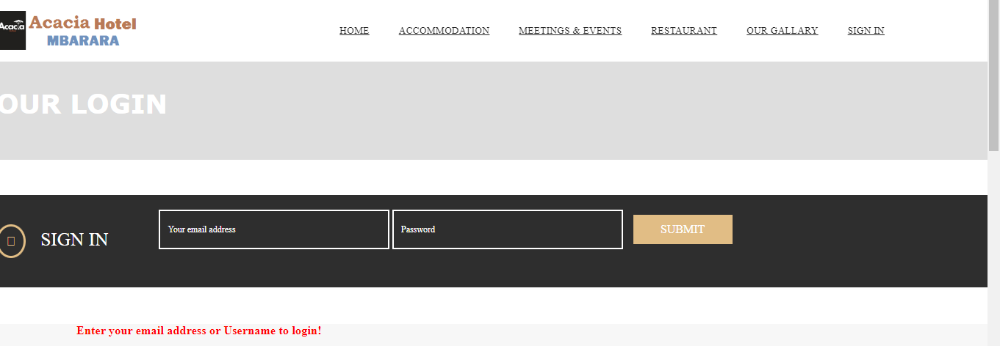 Acacia
Acacia Hotel
MBARARA
HOME ACCOMMODATION MEETINGS & EVENTS RESTAURANT OUR GALLARY SIGN IN
OUR LOGIN
SIGN IN Your email address Password SUBMIT
Enter your email address or Username to login!